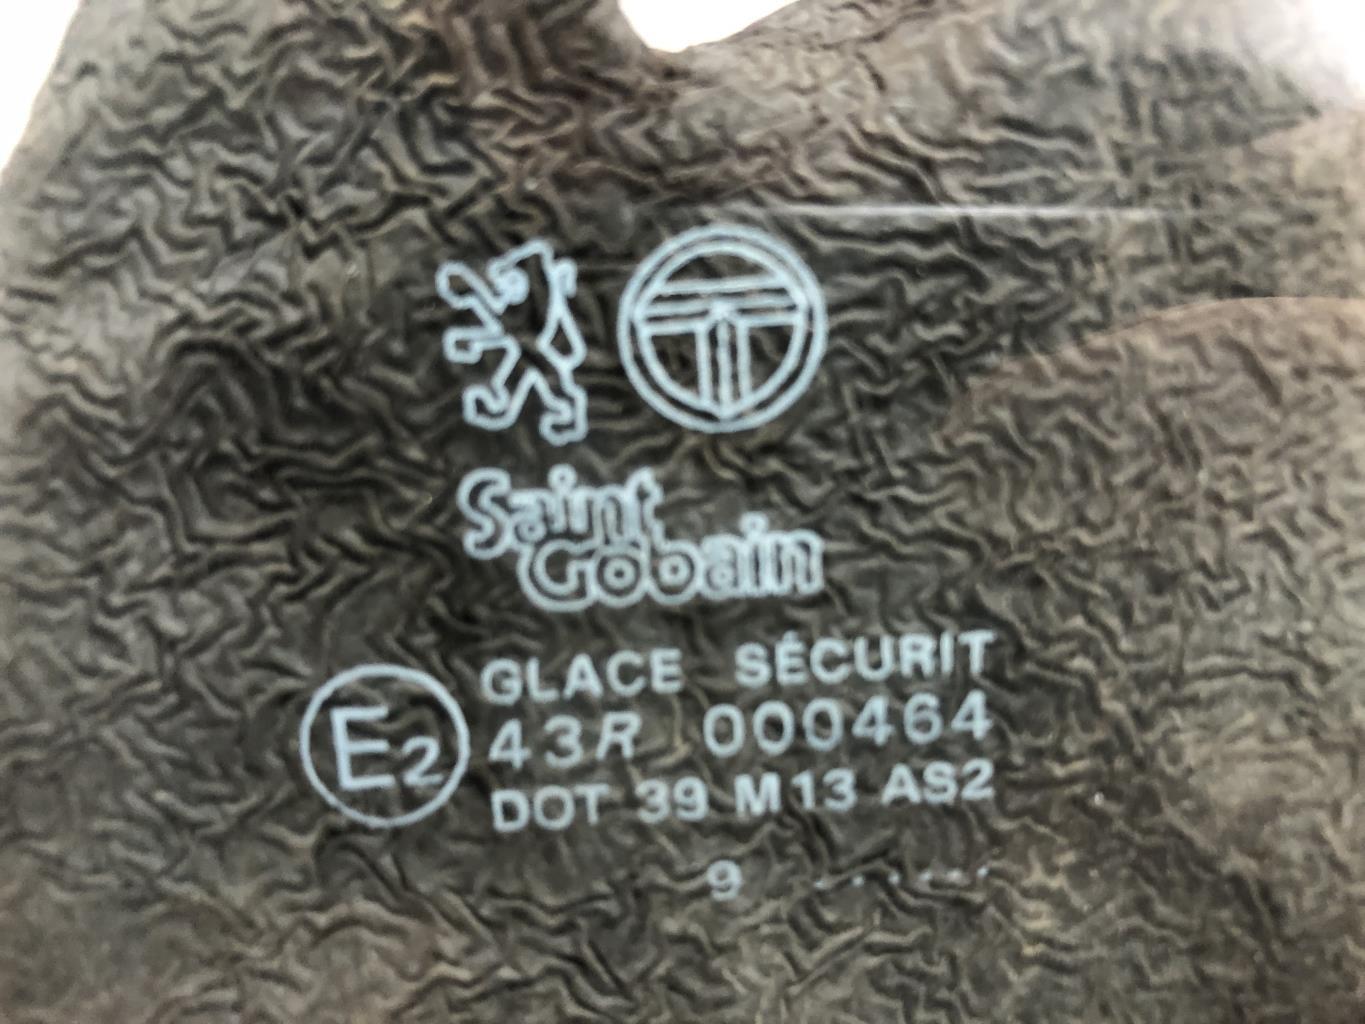 Saint
Gobain
GLACE SÉCURIT
E2 43R 000464
DOT 39 M13 AS2
9 .......